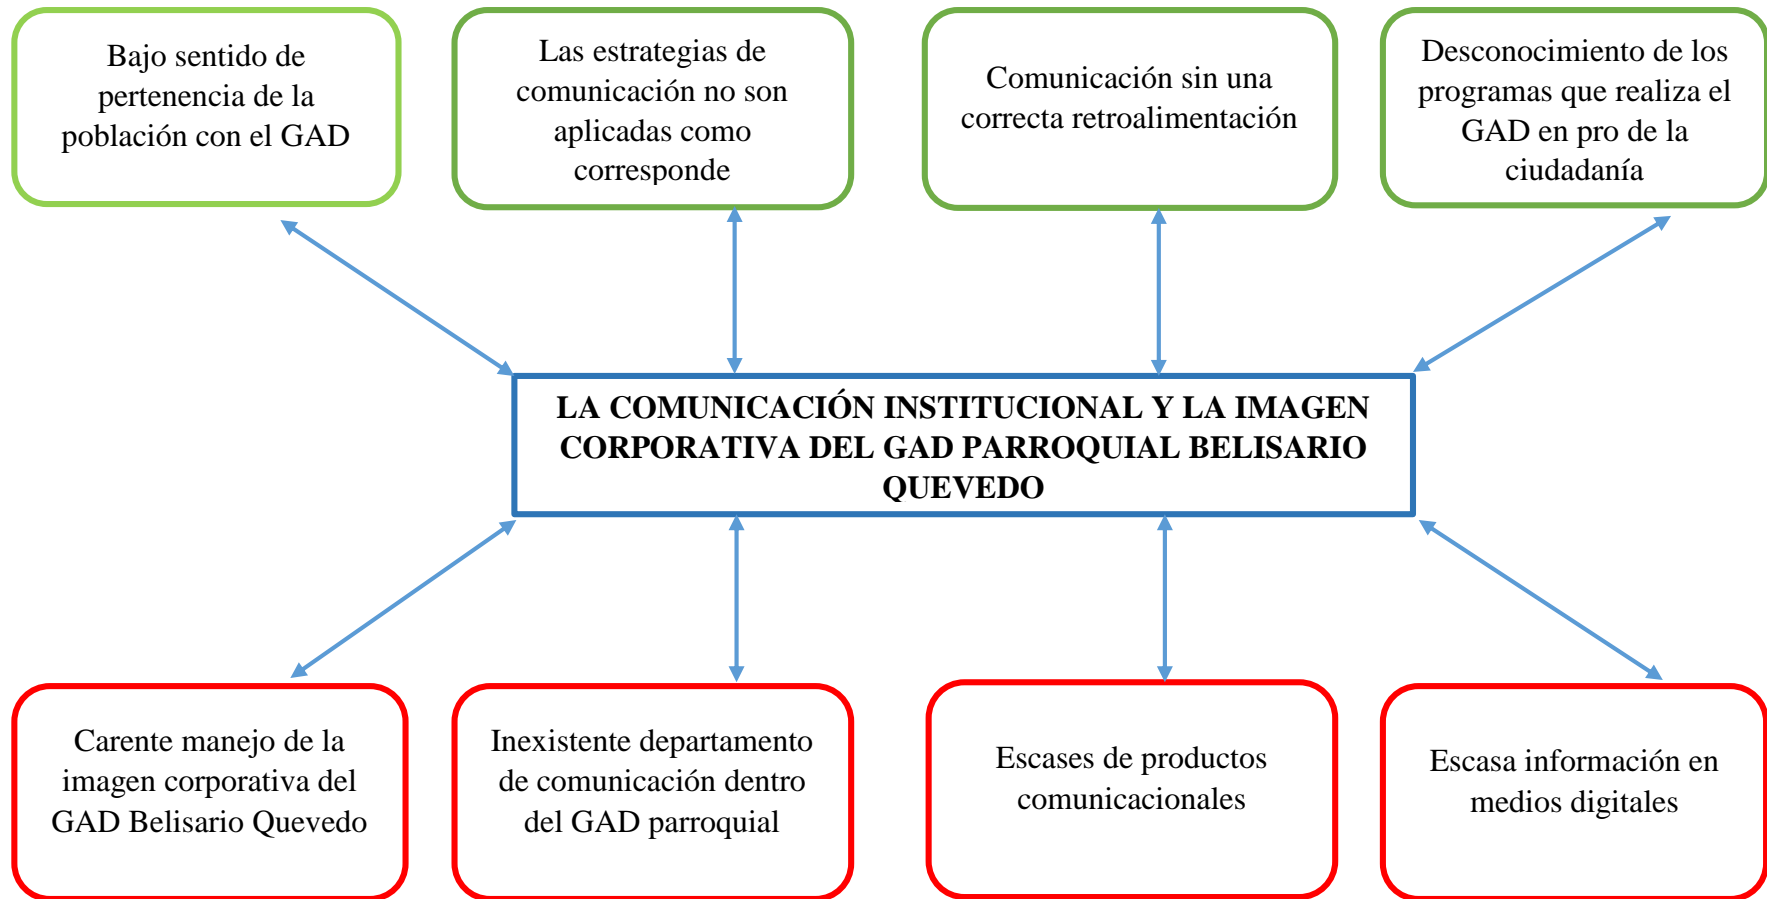 Bajo sentido de
pertenencia de la
población con el GAD
Las estrategias de
comunicación no son
aplicadas como
corresponde
Comunicación sin una
correcta retroalimentación
Desconocimiento de los
programas que realiza el
GAD en pro de la
ciudadanía
LA COMUNICACIÓN INSTITUCIONAL Y LA IMAGEN
CORPORATIVA DEL GAD PARROQUIAL BELISARIO
QUEVEDO
Carente manejo de la
imagen corporativa del
GAD Belisario Quevedo
Inexistente departamento
de comunicación dentro
del GAD parroquial
Escases de productos
comunicacionales
Escasa información en
medios digitales